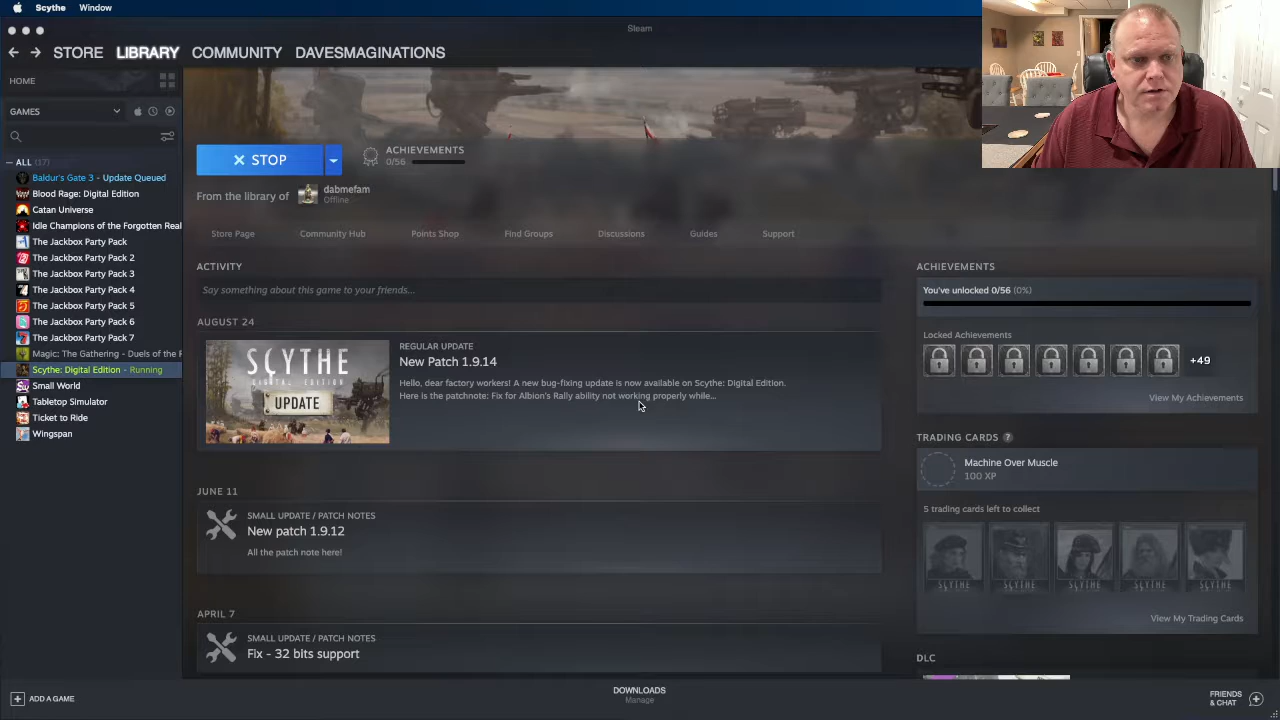 Scythe Window
Steam
STORE LIBRARY COMMUNITY DAVESMAGINATIONS
HOME
GAMES
ALL (17)
Baldur's Gate 3 - Update Queued
Blood Rage: Digital Edition
Catan Universe
Idle Champions of the Forgotten Real
The Jackbox Party Pack
The Jackbox Party Pack 2
The Jackbox Party Pack 3
The Jackbox Party Pack 4
The Jackbox Party Pack 5
The Jackbox Party Pack 6
The Jackbox Party Pack 7
Magic: The Gathering - Duels of the F
Scythe: Digital Edition - Running
Small World
Tabletop Simulator
Ticket to Ride
Wingspan
ADD A GAME
STOP
ACHIEVEMENTS
0/56
From the library of
dabmefam
Offline
Store Page Community Hub Points Shop Find Groups Discussions Guides Support
ACTIVITY
Say something about this game to your friends...
AUGUST 24
SCYTHE
DIGITAL EDITION
UPDATE
REGULAR UPDATE
New Patch 1.9.14
Hello, dear factory workers! A new bug-fixing update is now available on Scythe: Digital Edition.
Here is the patchnote: Fix for Albion's Rally ability not working properly while...
JUNE 11
SMALL UPDATE / PATCH NOTES
New patch 1.9.12
All the patch note here!
APRIL 7
SMALL UPDATE / PATCH NOTES
Fix - 32 bits support
ACHIEVEMENTS
You've unlocked 0/56 (0%)
Locked Achievements
+49
View My Achievements
TRADING CARDS ?
Machine Over Muscle
100 XP
5 trading cards left to collect
SCYTHE SCYTHE SCYTHE SCYTHE SCYTHE
View My Trading Cards
DLC
DOWNLOADS
Manage
FRIENDS
& CHAT